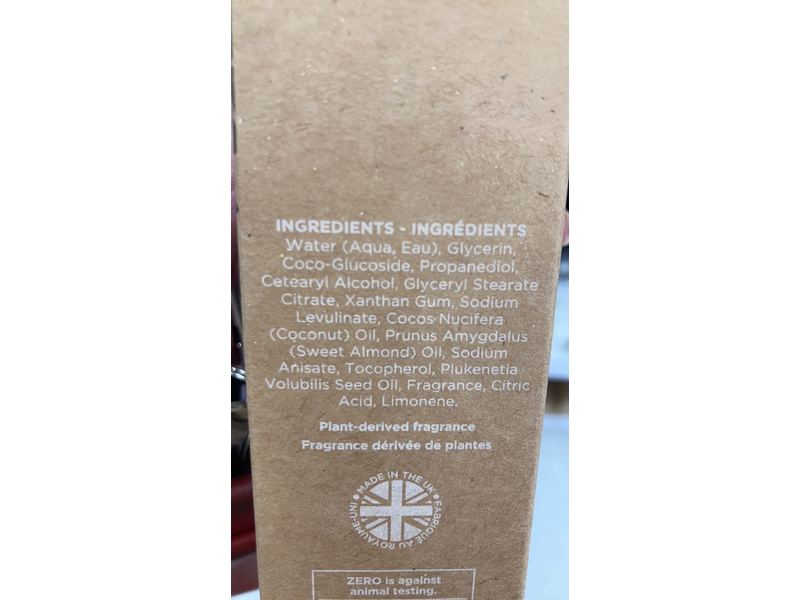 INGREDIENTS - INGRÉDIENTS
Water (Aqua, Eau), Glycerin,
Coco-Glucoside, Propanediol,
Cetearyl Alcohol, Glyceryl Stearate
Citrate, Xanthan Gum, Sodium
Levulinate, Cocos Nucifera
(Coconut) Oil, Prunus Amygdalus
(Sweet Almond) Oil, Sodium
Anisate, Tocopherol, Plukenetia
Volubilis Seed Oil, Fragrance, Citric
Acid, Limonene.
Plant-derived fragrance
Fragrance dérivée de plantes
MADE IN THE UK
FABRIQUÉ AU ROYAUME-UNI
ZERO is against
animal testing.